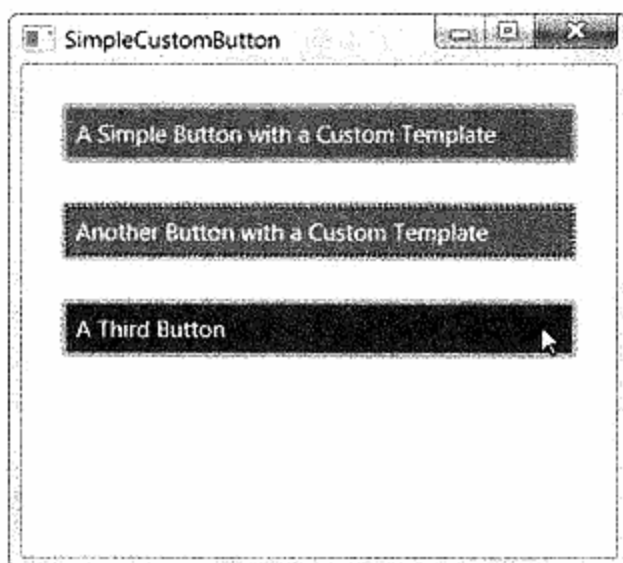 SimpleCustomButton
A Simple Button with a Custom Template
Another Button with a Custom Template
A Third Button